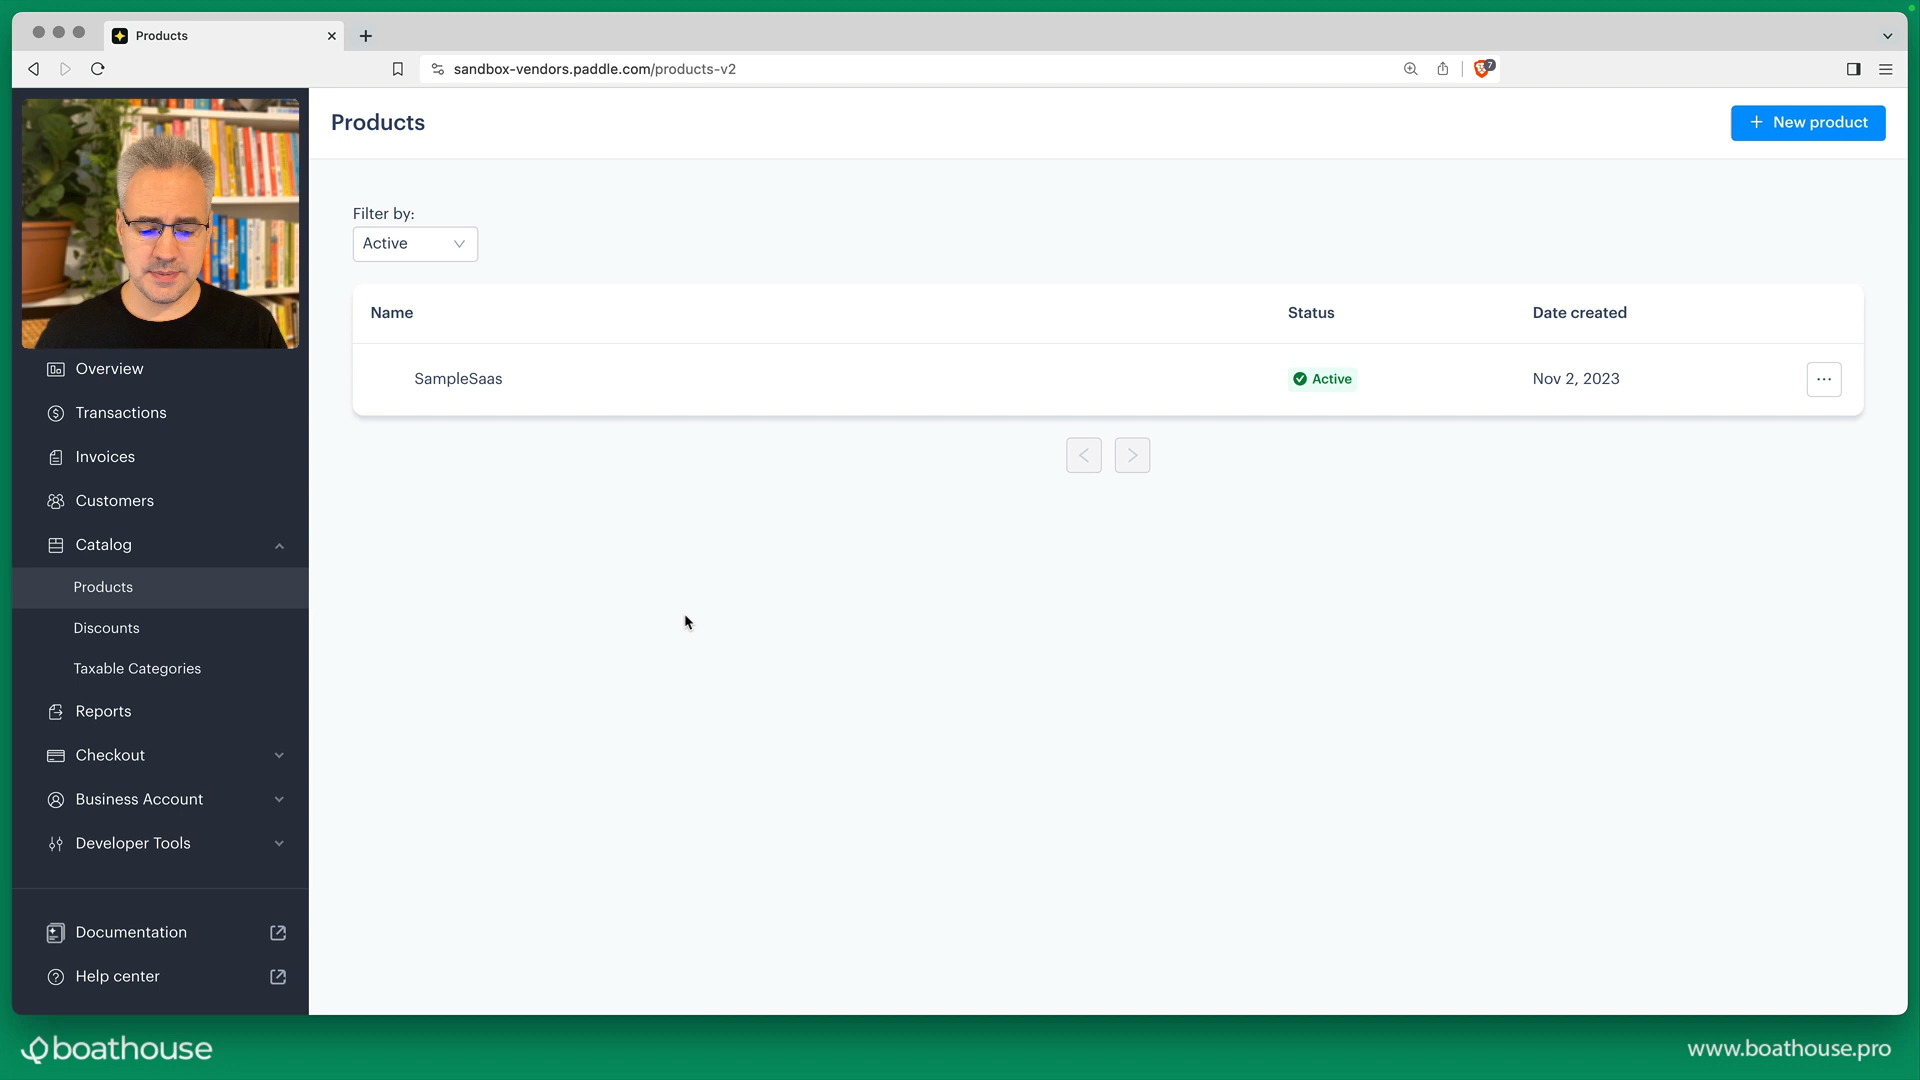 Products
sandbox-vendors.paddle.com/products-v2
7
Products
+ New product
Filter by:
Active
Name
Status
Date created
SampleSaas
Active
Nov 2, 2023
Overview
Transactions
Invoices
Customers
Catalog
Products
Discounts
Taxable Categories
Reports
Checkout
Business Account
Developer Tools
Documentation
Help center
boathouse
www.boathouse.pro